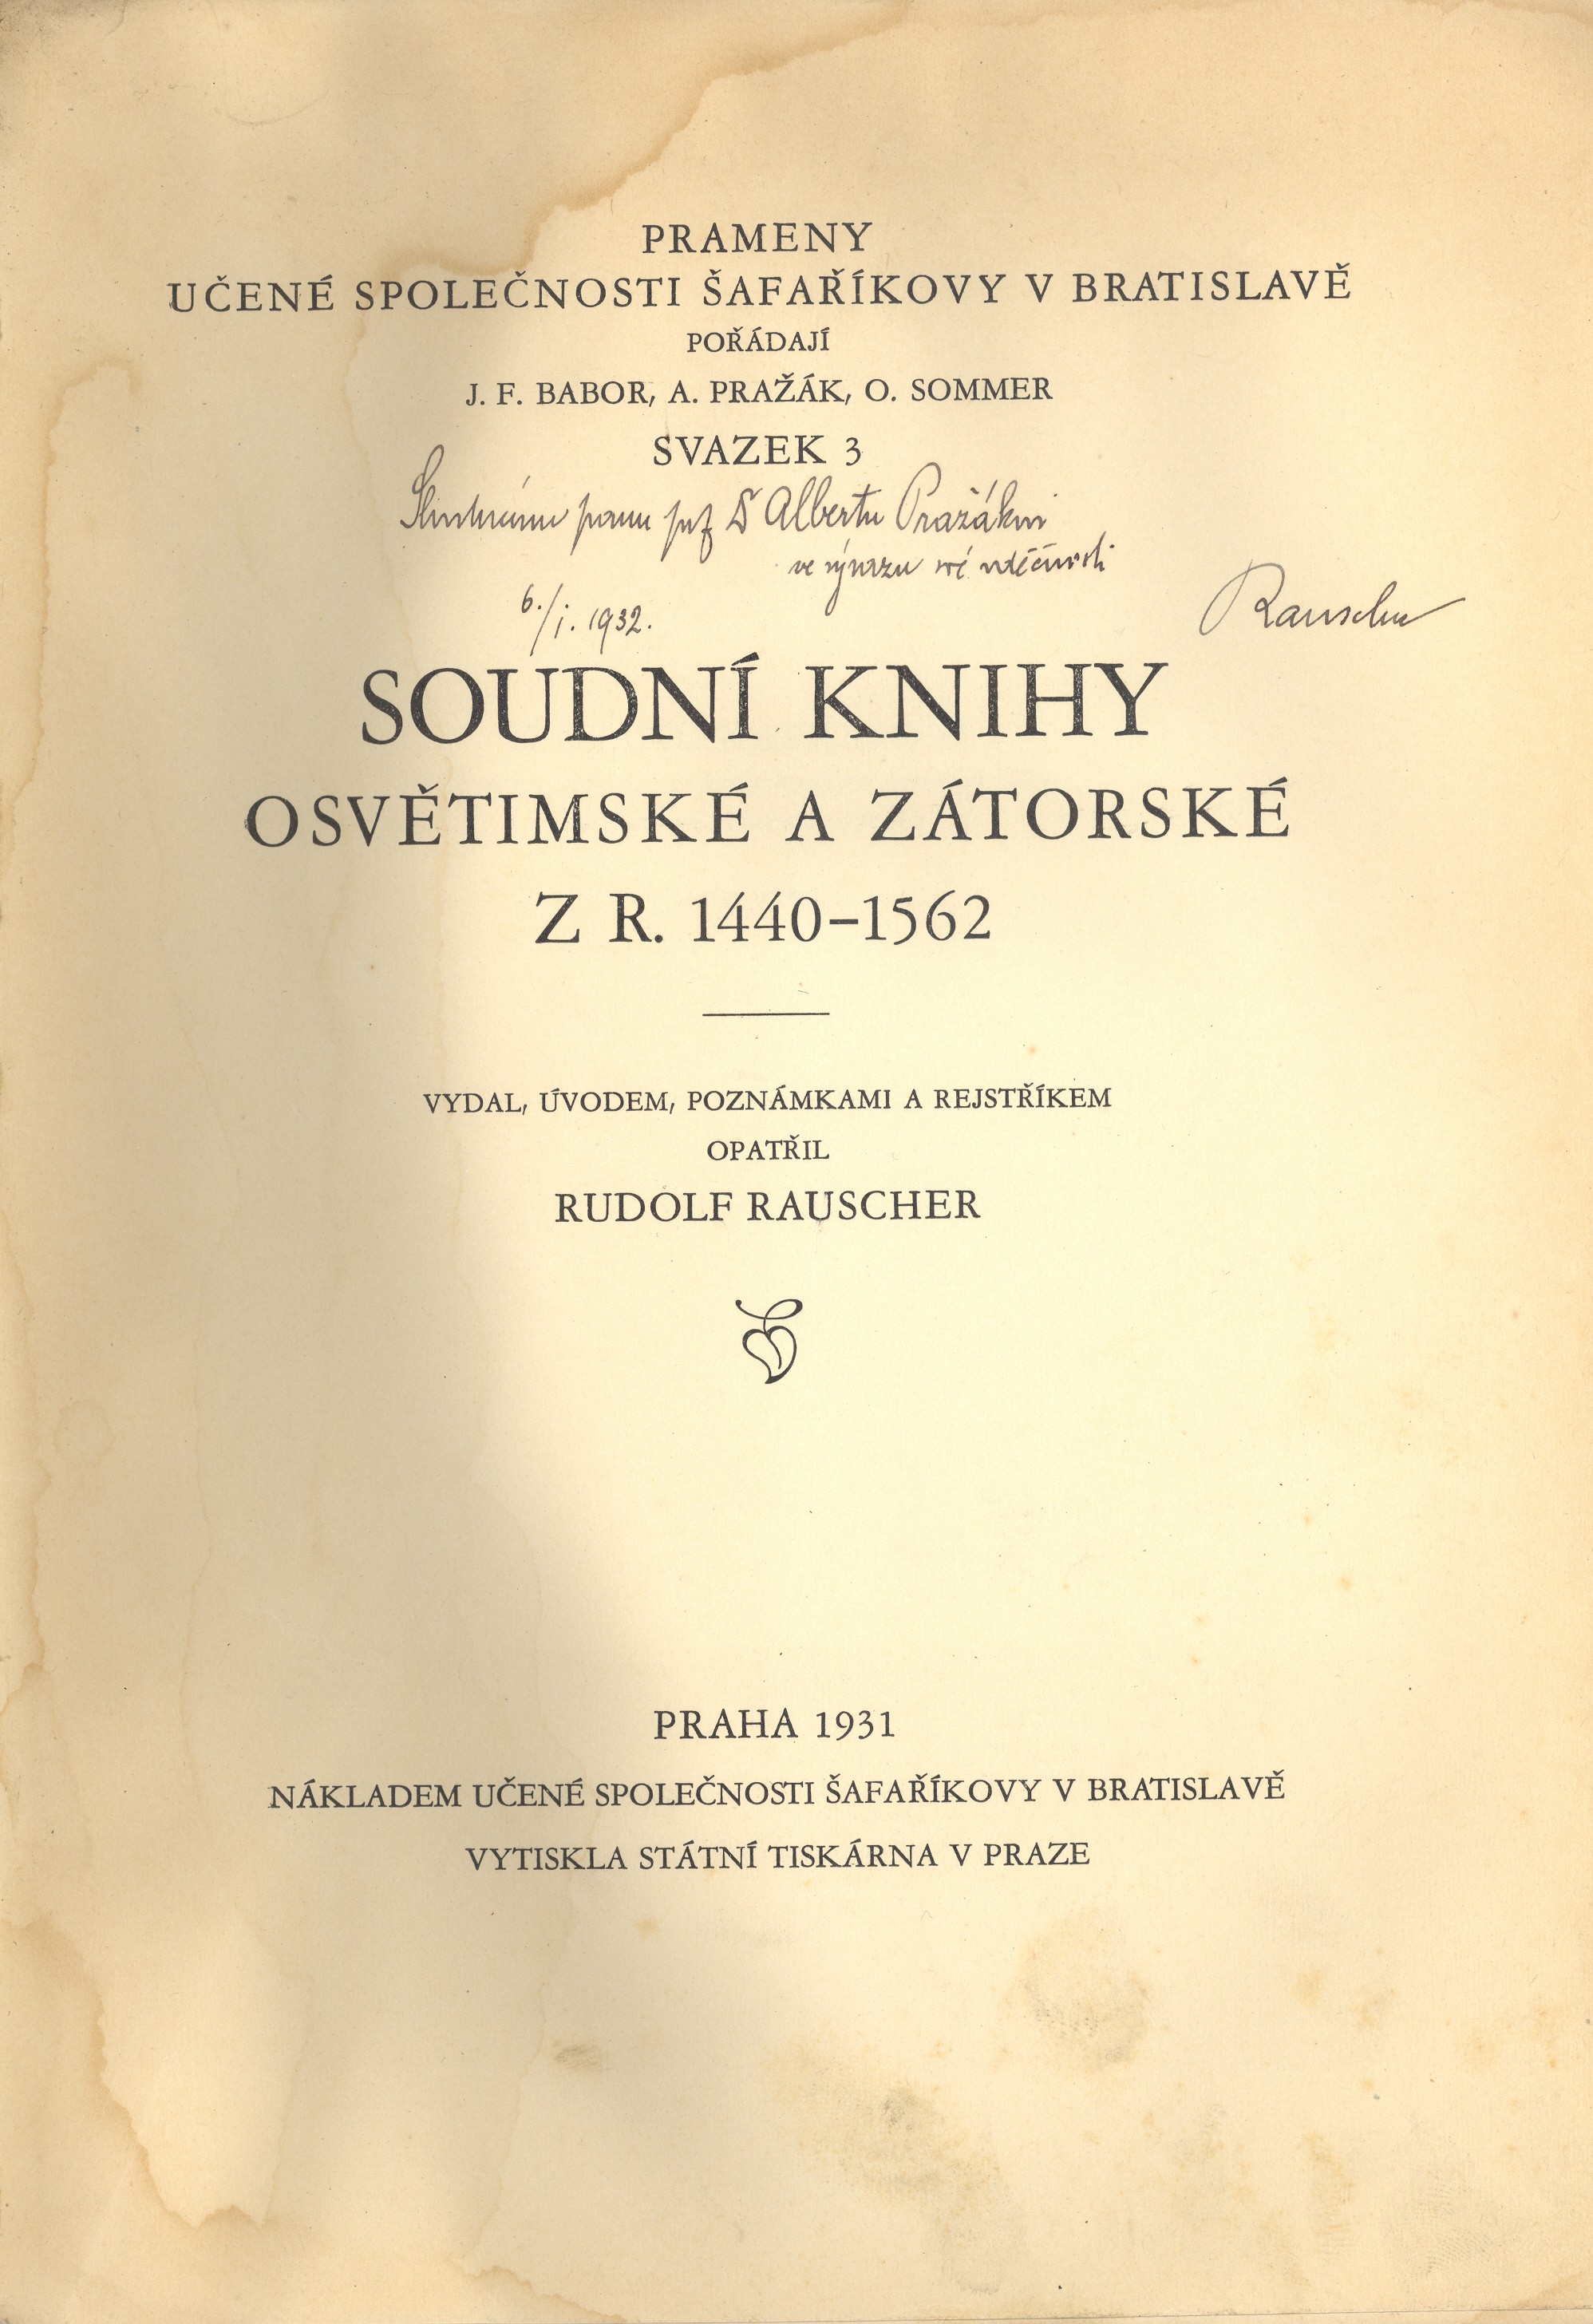 PRAMENY
UČENÉ SPOLEČNOSTI ŠAFAŘÍKOVY V BRATISLAVĚ
POŘÁDAJÍ
J. F. BABOR, A. PRAŽÁK, O. SOMMER
SVAZEK 3
panu prof Dr Albertu Pražákovi
ve výrazu své vděčnosti
6./I. 1932.
Rauscher
SOUDNÍ KNIHY
OSVĚTIMSKÉ A ZÁTORSKÉ
Z R. 1440–1562
VYDAL, ÚVODEM, POZNÁMKAMI A REJSTŘÍKEM
OPATŘIL
RUDOLF RAUSCHER
PRAHA 1931
NÁKLADEM UČENÉ SPOLEČNOSTI ŠAFAŘÍKOVY V BRATISLAVĚ
VYTISKLA STÁTNÍ TISKÁRNA V PRAZE